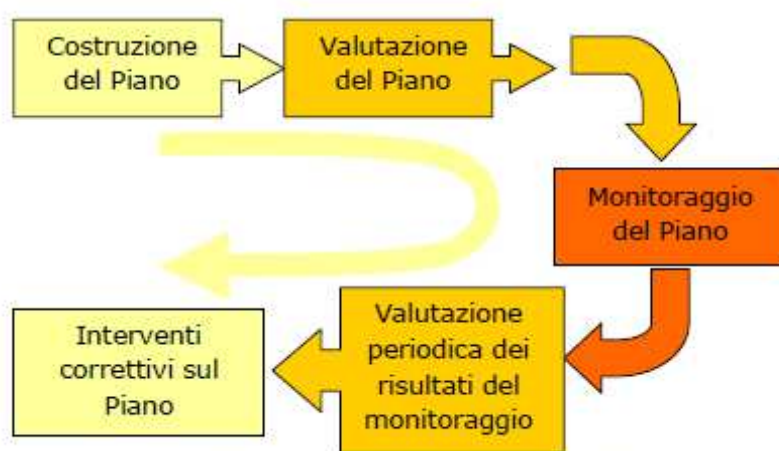 Costruzione
del Piano
Valutazione
del Piano
Monitoraggio
del Piano
Valutazione
periodica dei
risultati del
monitoraggio
Interventi
correttivi sul
Piano